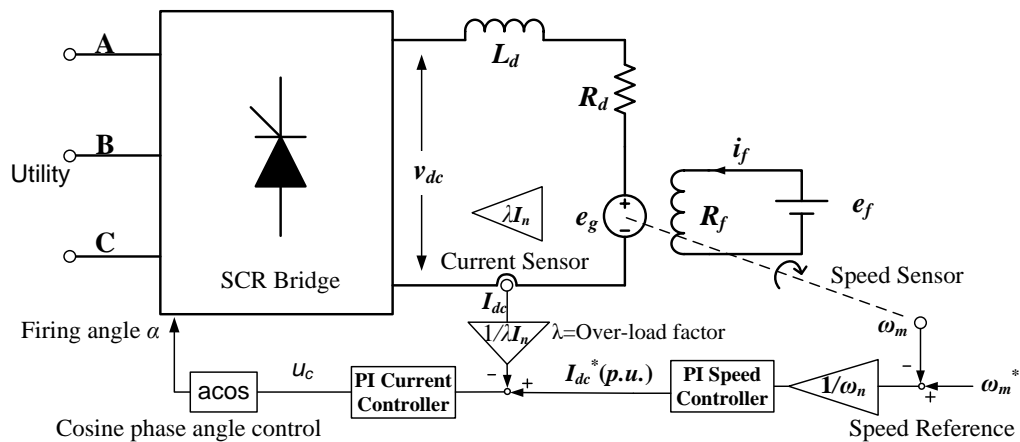 A
B
Utility
C
SCR Bridge
L_d
R_d
v_dc
λI_n
e_g
i_f
R_f
e_f
Current Sensor
I_dc
Speed Sensor
ω_m
Firing angle α
1/λI_n
λ=Over-load factor
acos
u_c
PI Current
Controller
I_dc^*(p.u.)
PI Speed
Controller
1/ω_n
ω_m^*
− +
− +
Cosine phase angle control
Speed Reference